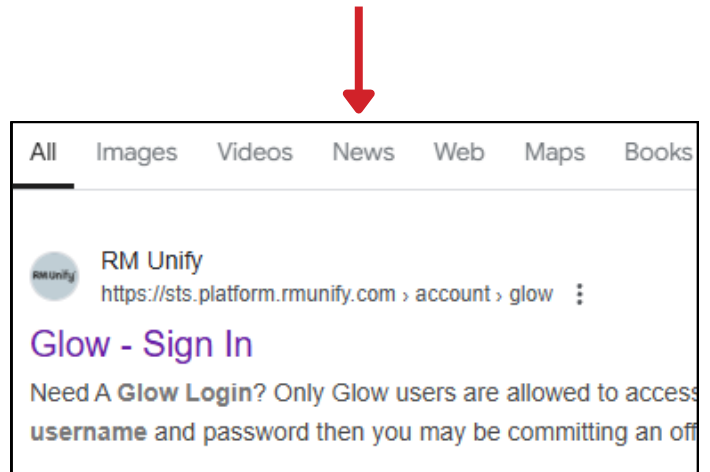 All Images Videos News Web Maps Books
RM Unify
RM Unify
https://sts.platform.rmunify.com › account › glow
Glow - Sign In
Need A Glow Login? Only Glow users are allowed to access
username and password then you may be committing an off